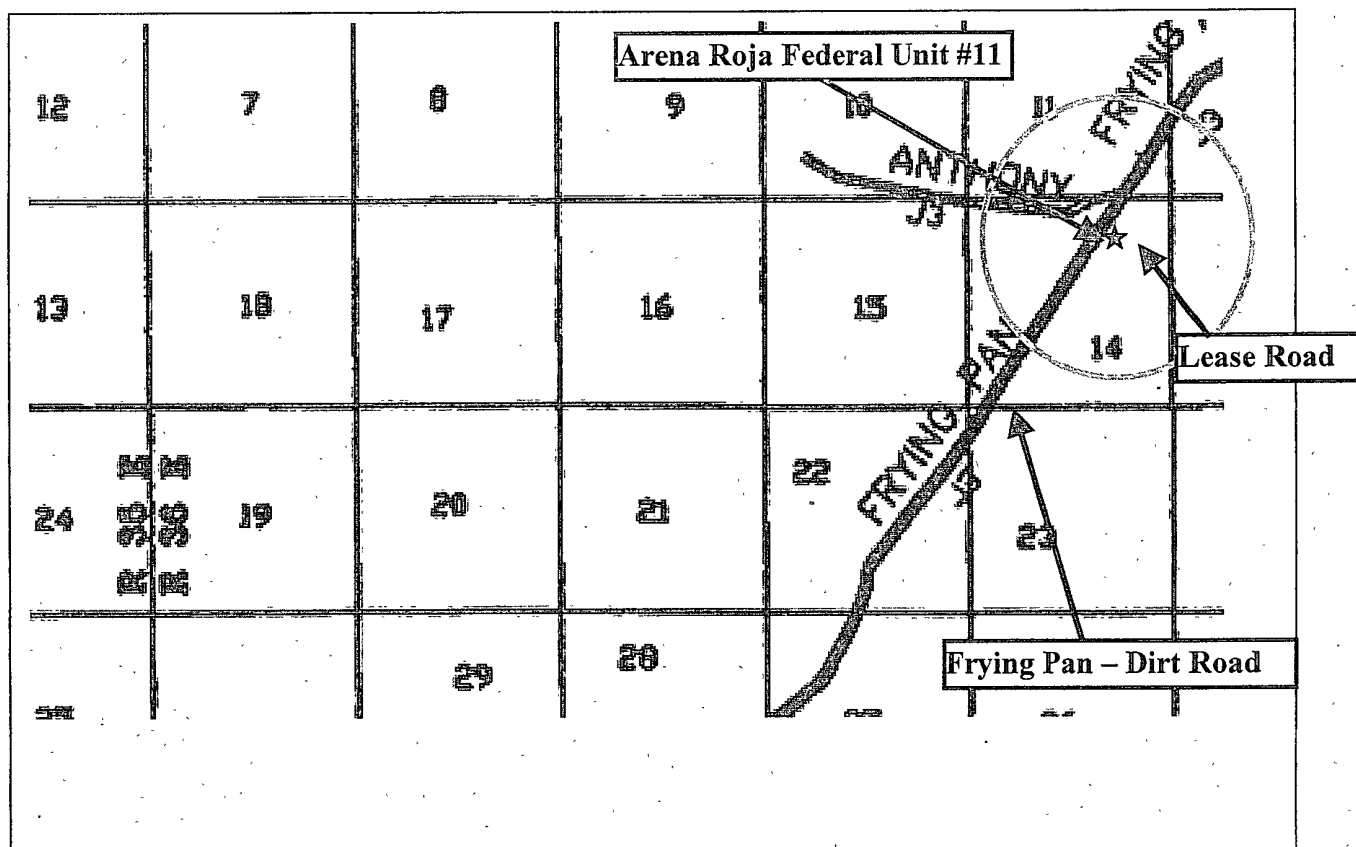 Arena Roja Federal Unit #11
FRYING
12
7
8
9
10
11
J3
ANTHONY
J3
13
18
17
16
15
14
Lease Road
FRYING PAN
J3
24
19
20
21
22
23
Frying Pan – Dirt Road
29
28